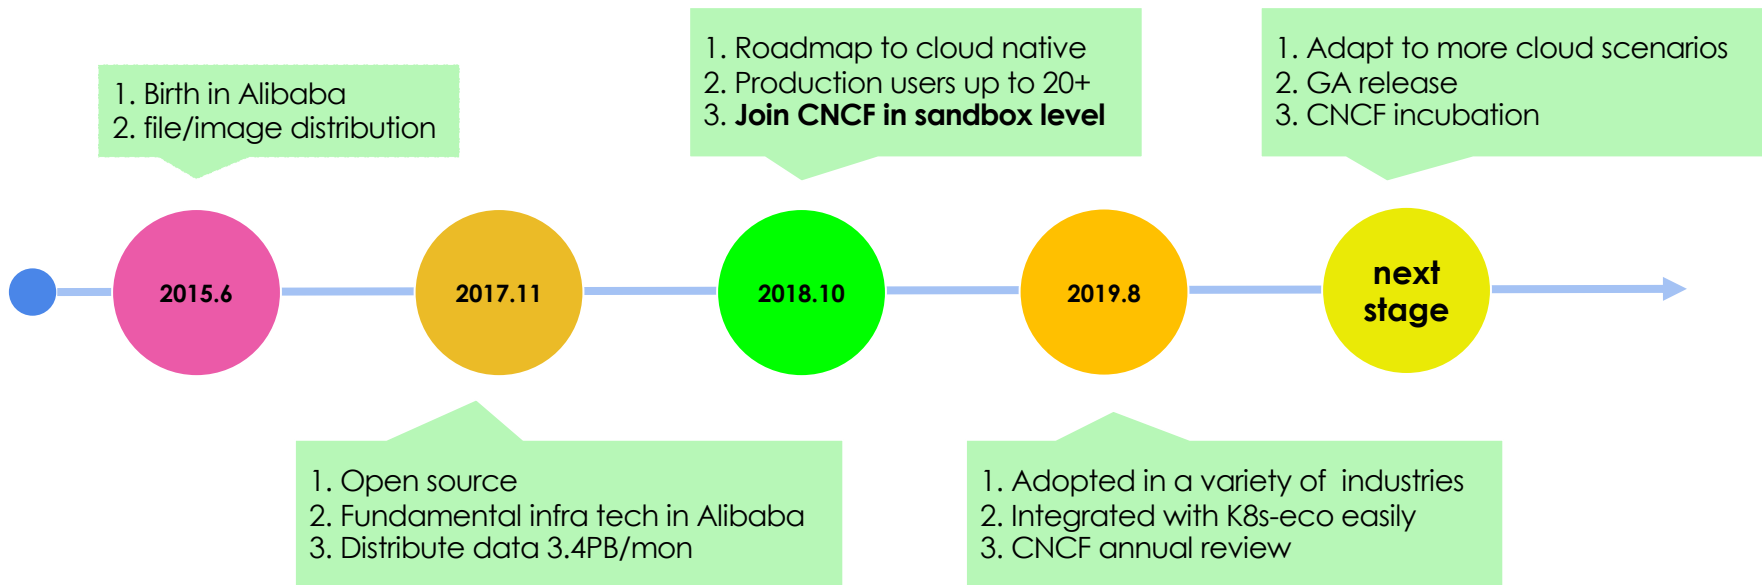 1. Birth in Alibaba
2. file/image distribution
1. Roadmap to cloud native
2. Production users up to 20+
3. Join CNCF in sandbox level
1. Adapt to more cloud scenarios
2. GA release
3. CNCF incubation
2015.6
2017.11
2018.10
2019.8
next
stage
1. Open source
2. Fundamental infra tech in Alibaba
3. Distribute data 3.4PB/mon
1. Adopted in a variety of industries
2. Integrated with K8s-eco easily
3. CNCF annual review